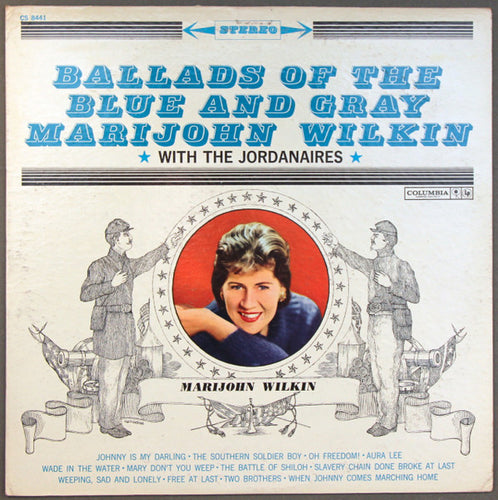 CS 8441
STEREO
BALLADS OF THE
BLUE AND GRAY
MARIJOHN WILKIN
★ WITH THE JORDANAIRES ★
COLUMBIA
MARIJOHN WILKIN
JOHNNY IS MY DARLING • THE SOUTHERN SOLDIER BOY • OH FREEDOM! • AURA LEE
WADE IN THE WATER • MARY DON'T YOU WEEP • THE BATTLE OF SHILOH • SLAVERY CHAIN DONE BROKE AT LAST
WEEPING, SAD AND LONELY • FREE AT LAST • TWO BROTHERS • WHEN JOHNNY COMES MARCHING HOME